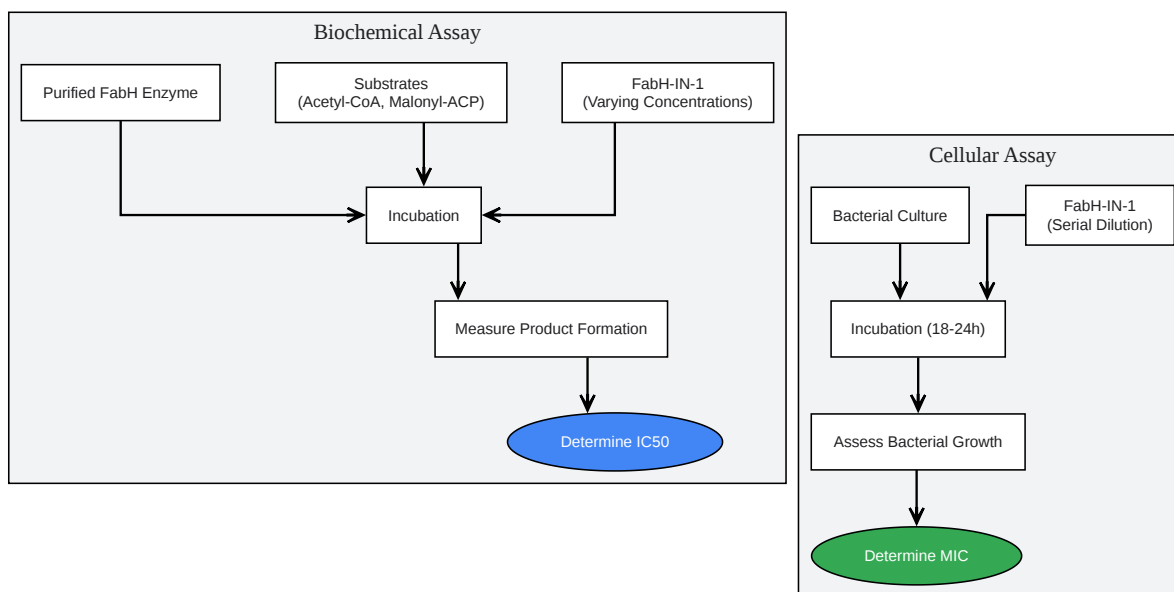 Biochemical Assay
Purified FabH Enzyme
Substrates
(Acetyl-CoA, Malonyl-ACP)
FabH-IN-1
(Varying Concentrations)
Incubation
Measure Product Formation
Determine IC50
Cellular Assay
Bacterial Culture
FabH-IN-1
(Serial Dilution)
Incubation (18-24h)
Assess Bacterial Growth
Determine MIC